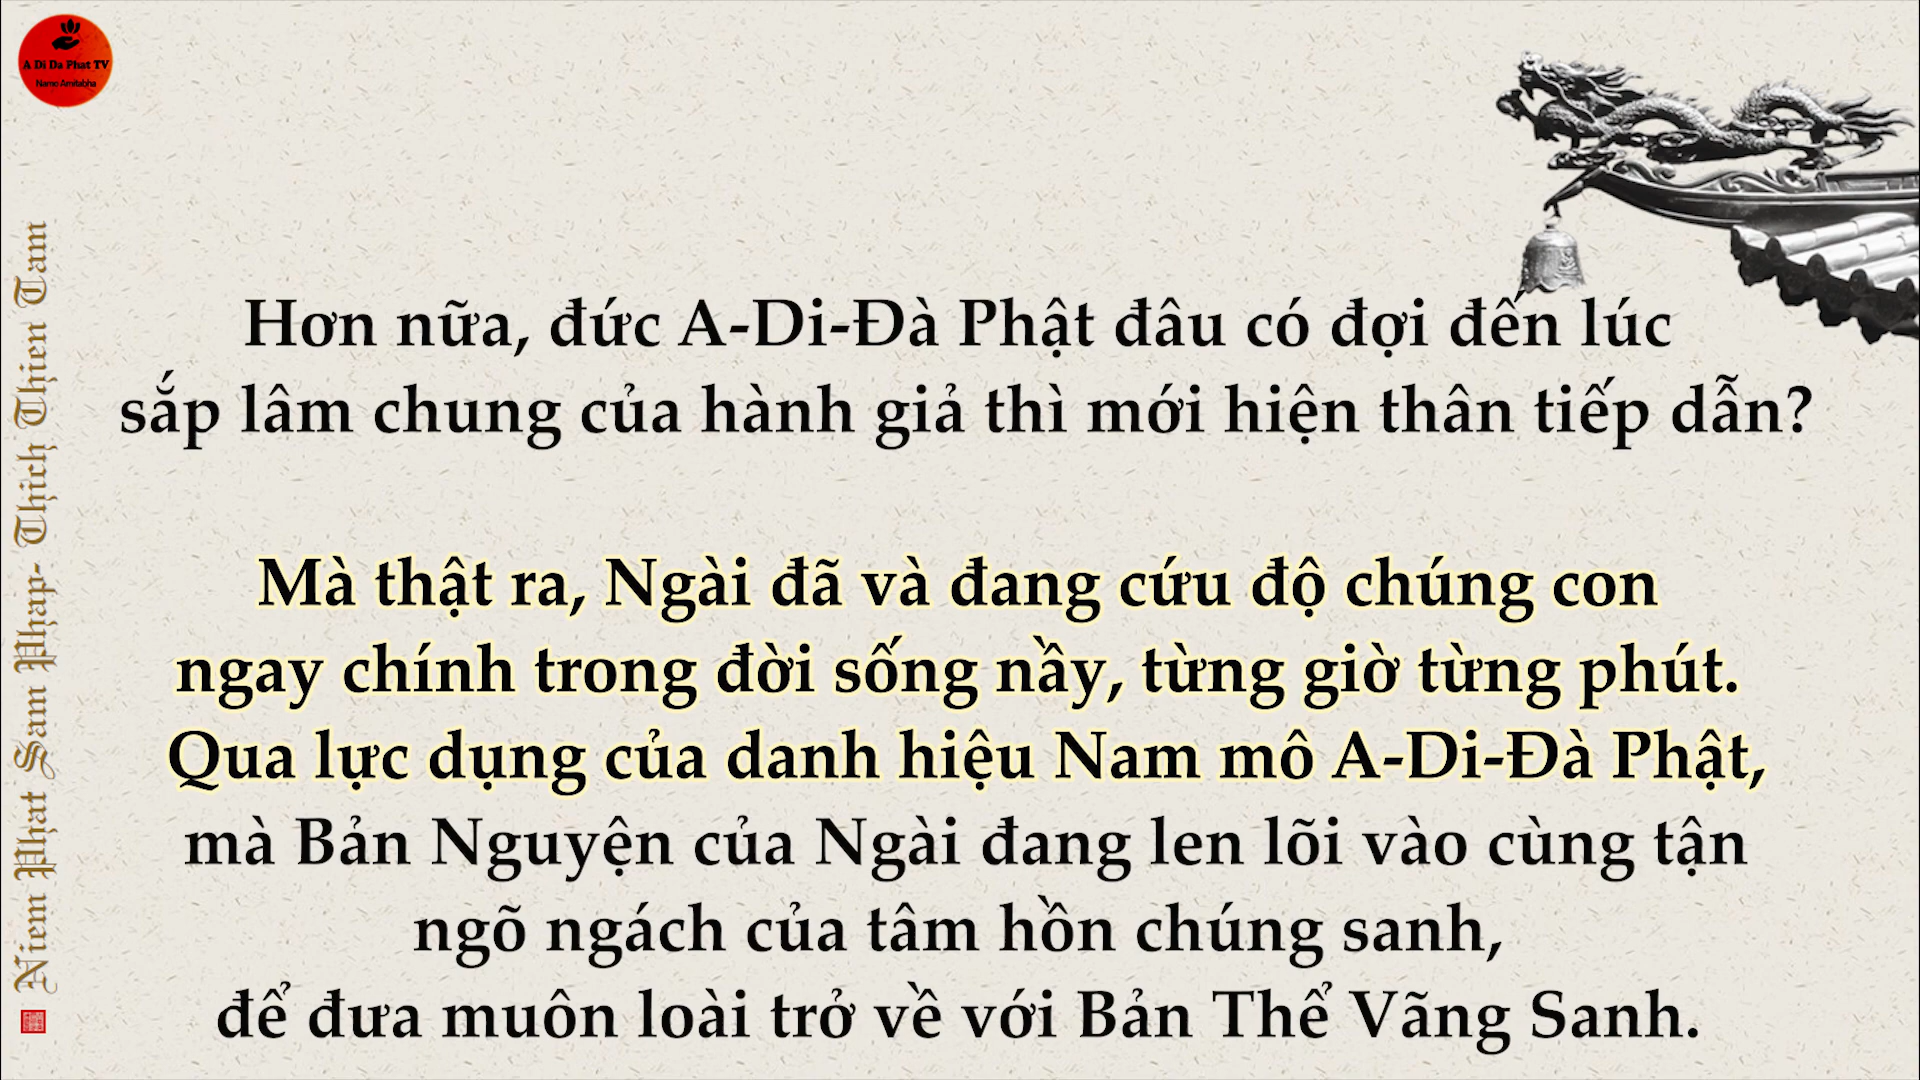 A Di Da Phat TV
Namo Amitabha
Niem Phat Sam Phap- Thich Thien Tam
Hơn nữa, đức A-Di-Đà Phật đâu có đợi đến lúc
sắp lâm chung của hành giả thì mới hiện thân tiếp dẫn?
Mà thật ra, Ngài đã và đang cứu độ chúng con
ngay chính trong đời sống nầy, từng giờ từng phút.
Qua lực dụng của danh hiệu Nam mô A-Di-Đà Phật,
mà Bản Nguyện của Ngài đang len lõi vào cùng tận
ngõ ngách của tâm hồn chúng sanh,
để đưa muôn loài trở về với Bản Thể Vãng Sanh.